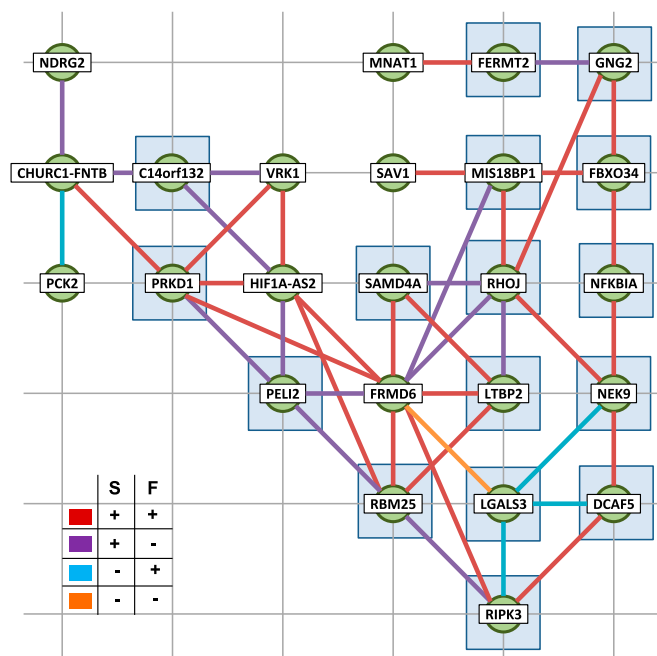 NDRG2 MNAT1 FERMT2 GNG2
CHURC1-FNTB C14orf132 VRK1 SAV1 MIS18BP1 FBXO34
PCK2 PRKD1 HIF1A-AS2 SAMD4A RHOJ NFKBIA
PELI2 FRMD6 LTBP2 NEK9
RBM25 LGALS3 DCAF5
RIPK3
S F
+ +
+ -
- +
- -